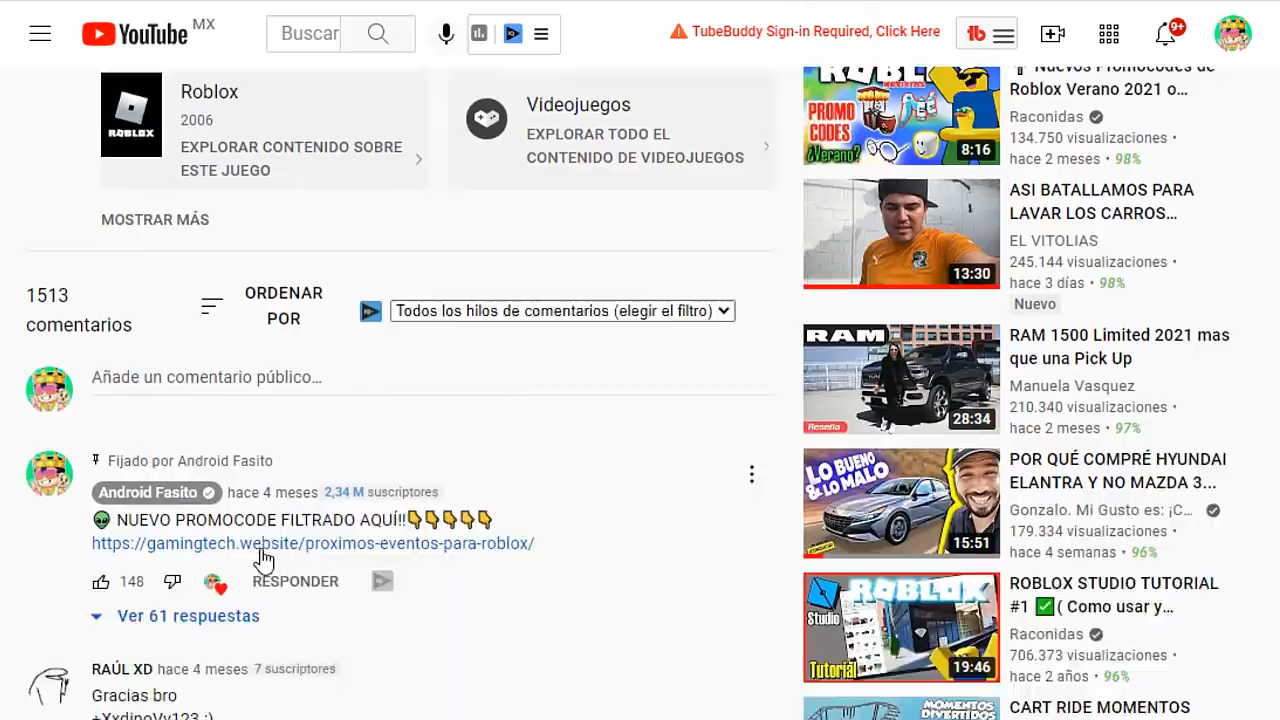 YouTube MX
Buscar
TubeBuddy Sign-in Required, Click Here
9+
Roblox
2006
EXPLORAR CONTENIDO SOBRE
ESTE JUEGO
ROBLOX
Videojuegos
EXPLORAR TODO EL
CONTENIDO DE VIDEOJUEGOS
MOSTRAR MÁS
1513
comentarios
ORDENAR
POR
Todos los hilos de comentarios (elegir el filtro)
Añade un comentario público...
Fijado por Android Fasito
Android Fasito hace 4 meses 2,34 M suscriptores
👽 NUEVO PROMOCODE FILTRADO AQUÍ!!👇👇👇👇👇
https://gamingtech.website/proximos-eventos-para-roblox/
148
RESPONDER
Ver 61 respuestas
RAÚL XD hace 4 meses 7 suscriptores
Gracias bro
+XxdinoVy123 :)
PROMO
CODES
¿Verano?
8:16
Nuevos Promocodes de
Roblox Verano 2021 o...
Raconidas
134.750 visualizaciones •
hace 2 meses • 98%
13:30
ASI BATALLAMOS PARA
LAVAR LOS CARROS...
EL VITOLIAS
245.144 visualizaciones •
hace 3 días • 98%
Nuevo
RAM
Reseña
28:34
RAM 1500 Limited 2021 mas
que una Pick Up
Manuela Vasquez
210.340 visualizaciones •
hace 2 meses • 97%
LO BUENO
& LO MALO
15:51
POR QUÉ COMPRÉ HYUNDAI
ELANTRA Y NO MAZDA 3...
Gonzalo. Mi Gusto es: ¡C...
179.334 visualizaciones •
hace 4 semanas • 96%
ROBLOX
Studio
Tutorial
19:46
ROBLOX STUDIO TUTORIAL
#1 ✅( Como usar y...
Raconidas
706.373 visualizaciones •
hace 2 años • 96%
MOMENTOS
DIVERTIDOS
CART RIDE MOMENTOS